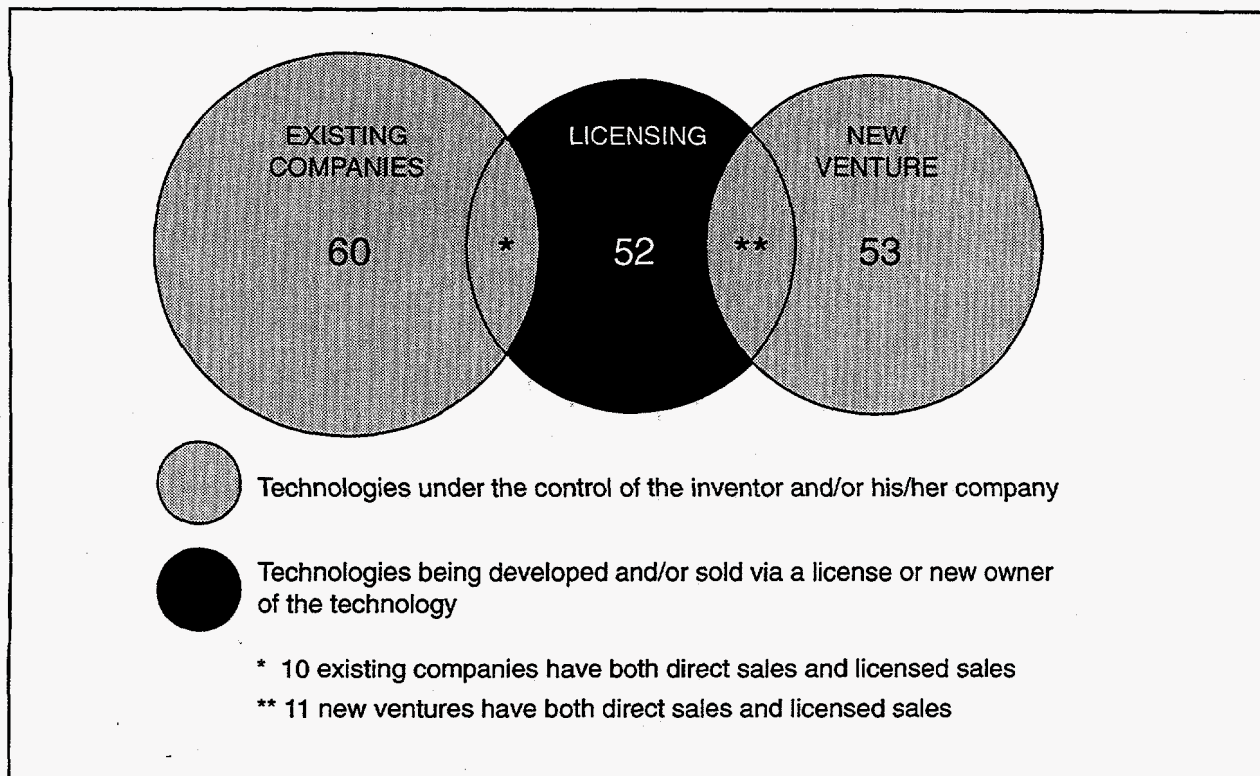 EXISTING
COMPANIES
LICENSING
NEW
VENTURE
60
*
52
**
53
Technologies under the control of the inventor and/or his/her company
Technologies being developed and/or sold via a license or new owner
of the technology
* 10 existing companies have both direct sales and licensed sales
** 11 new ventures have both direct sales and licensed sales